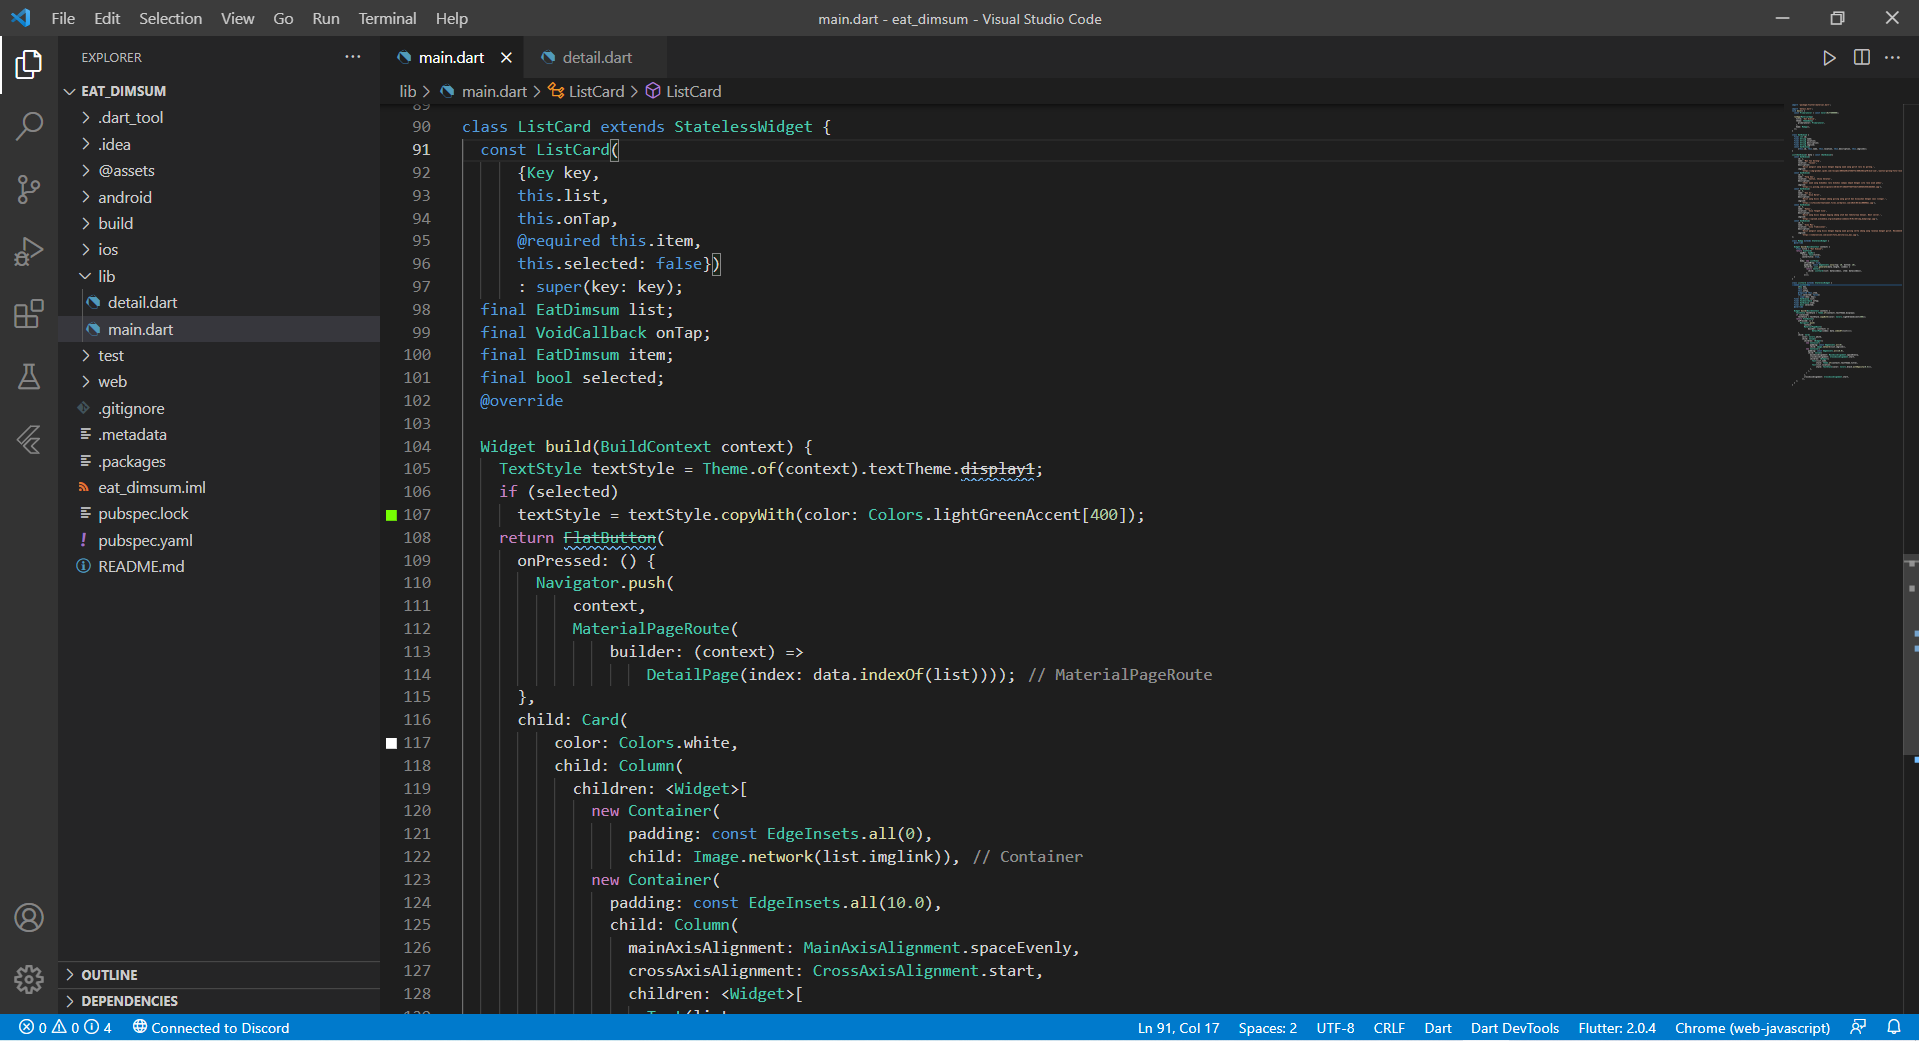 File Edit Selection View Go Run Terminal Help
main.dart - eat_dimsum - Visual Studio Code
EXPLORER
EAT_DIMSUM
.dart_tool
.idea
@assets
android
build
ios
lib
detail.dart
main.dart
test
web
.gitignore
.metadata
.packages
eat_dimsum.iml
pubspec.lock
! pubspec.yaml
README.md
OUTLINE
DEPENDENCIES
main.dart detail.dart
lib > main.dart > ListCard > ListCard
89
90 class ListCard extends StatelessWidget {
91 const ListCard(
92 {Key key,
93 this.list,
94 this.onTap,
95 @required this.item,
96 this.selected: false})
97 : super(key: key);
98 final EatDimsum list;
99 final VoidCallback onTap;
100 final EatDimsum item;
101 final bool selected;
102 @override
103
104 Widget build(BuildContext context) {
105 TextStyle textStyle = Theme.of(context).textTheme.display1;
106 if (selected)
107 textStyle = textStyle.copyWith(color: Colors.lightGreenAccent[400]);
108 return FlatButton(
109 onPressed: () {
110 Navigator.push(
111 context,
112 MaterialPageRoute(
113 builder: (context) =>
114 DetailPage(index: data.indexOf(list)))); // MaterialPageRoute
115 },
116 child: Card(
117 color: Colors.white,
118 child: Column(
119 children: <Widget>[
120 new Container(
121 padding: const EdgeInsets.all(0),
122 child: Image.network(list.imglink)), // Container
123 new Container(
124 padding: const EdgeInsets.all(10.0),
125 child: Column(
126 mainAxisAlignment: MainAxisAlignment.spaceEvenly,
127 crossAxisAlignment: CrossAxisAlignment.start,
128 children: <Widget>[
0 0 4 Connected to Discord
Ln 91, Col 17 Spaces: 2 UTF-8 CRLF Dart Dart DevTools Flutter: 2.0.4 Chrome (web-javascript)